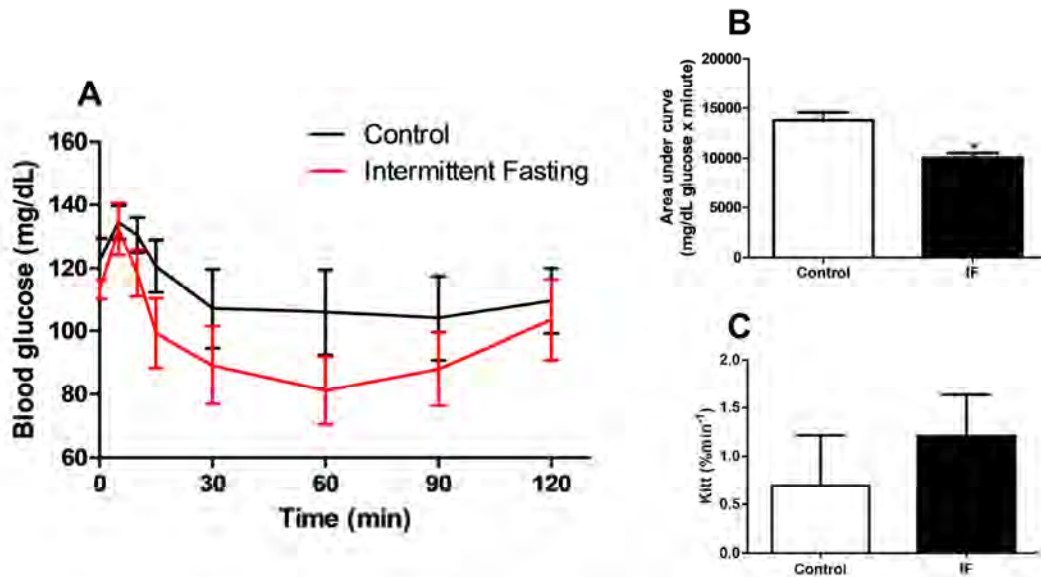 A
Control
Intermittent Fasting
Blood glucose (mg/dL)
160
140
120
100
80
60
0 30 60 90 120
Time (min)
B
Area under curve
(mg/dL glucose x minute)
20000
15000
10000
5000
0
*
Control IF
C
Kitt (%min⁻¹)
2.0
1.5
1.0
0.5
0.0
Control IF